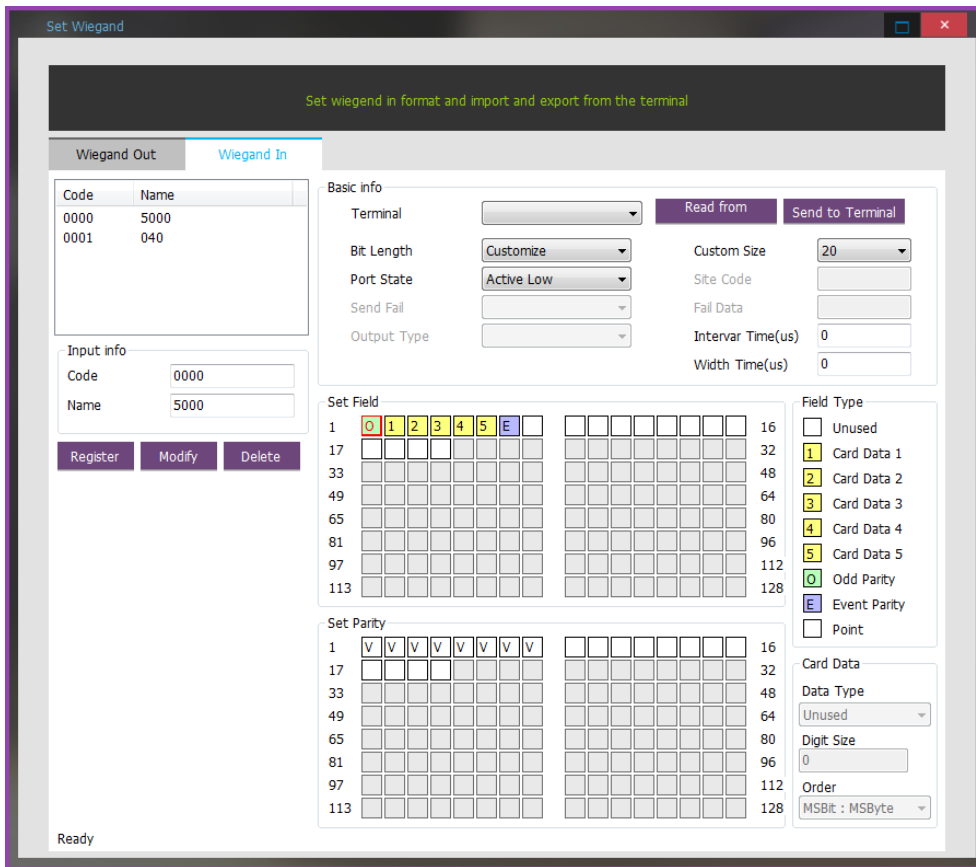 Set Wiegand
Set wiegend in format and import and export from the terminal
Wiegand Out Wiegand In
Code Name
0000 5000
0001 040
Input info
Code 0000
Name 5000
Register Modify Delete
Basic info
Terminal Read from Send to Terminal
Bit Length Customize Custom Size 20
Port State Active Low Site Code
Send Fail Fail Data
Output Type Intervar Time(us) 0
Width Time(us) 0
Set Field
1 O 1 2 3 4 5 E 16
17 32
33 48
49 64
65 80
81 96
97 112
113 128
Field Type
Unused
1 Card Data 1
2 Card Data 2
3 Card Data 3
4 Card Data 4
5 Card Data 5
O Odd Parity
E Event Parity
Point
Set Parity
1 V V V V V V V V 16
17 32
33 48
49 64
65 80
81 96
97 112
113 128
Card Data
Data Type
Unused
Digit Size
0
Order
MSBit : MSByte
Ready